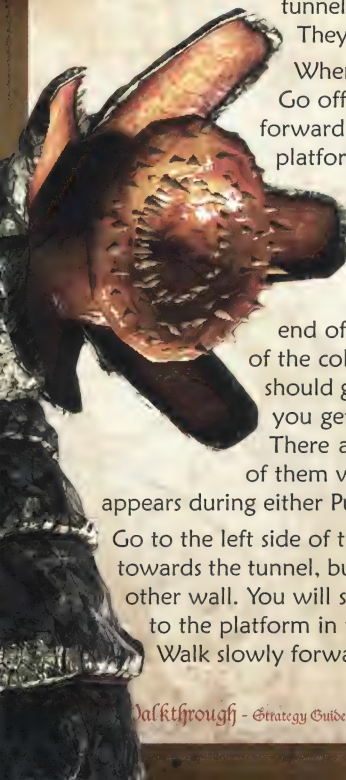 tunnel
They
When
Go off
forward
platfor
end of
of the col
should g
you get
There a
of them v
appears during either Pu
Go to the left side of t
towards the tunnel, bu
other wall. You will s
to the platform in
Walk slowly forwa
Walkthrough - Strategy Guide